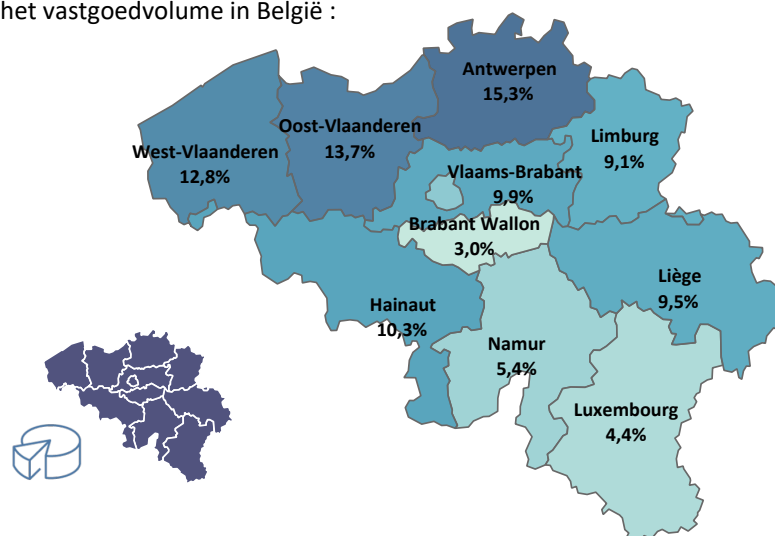 het vastgoedvolume in België :
Antwerpen
15,3%
Oost-Vlaanderen
13,7%
West-Vlaanderen
12,8%
Limburg
9,1%
Vlaams-Brabant
9,9%
Brabant Wallon
3,0%
Liège
9,5%
Hainaut
10,3%
Namur
5,4%
Luxembourg
4,4%